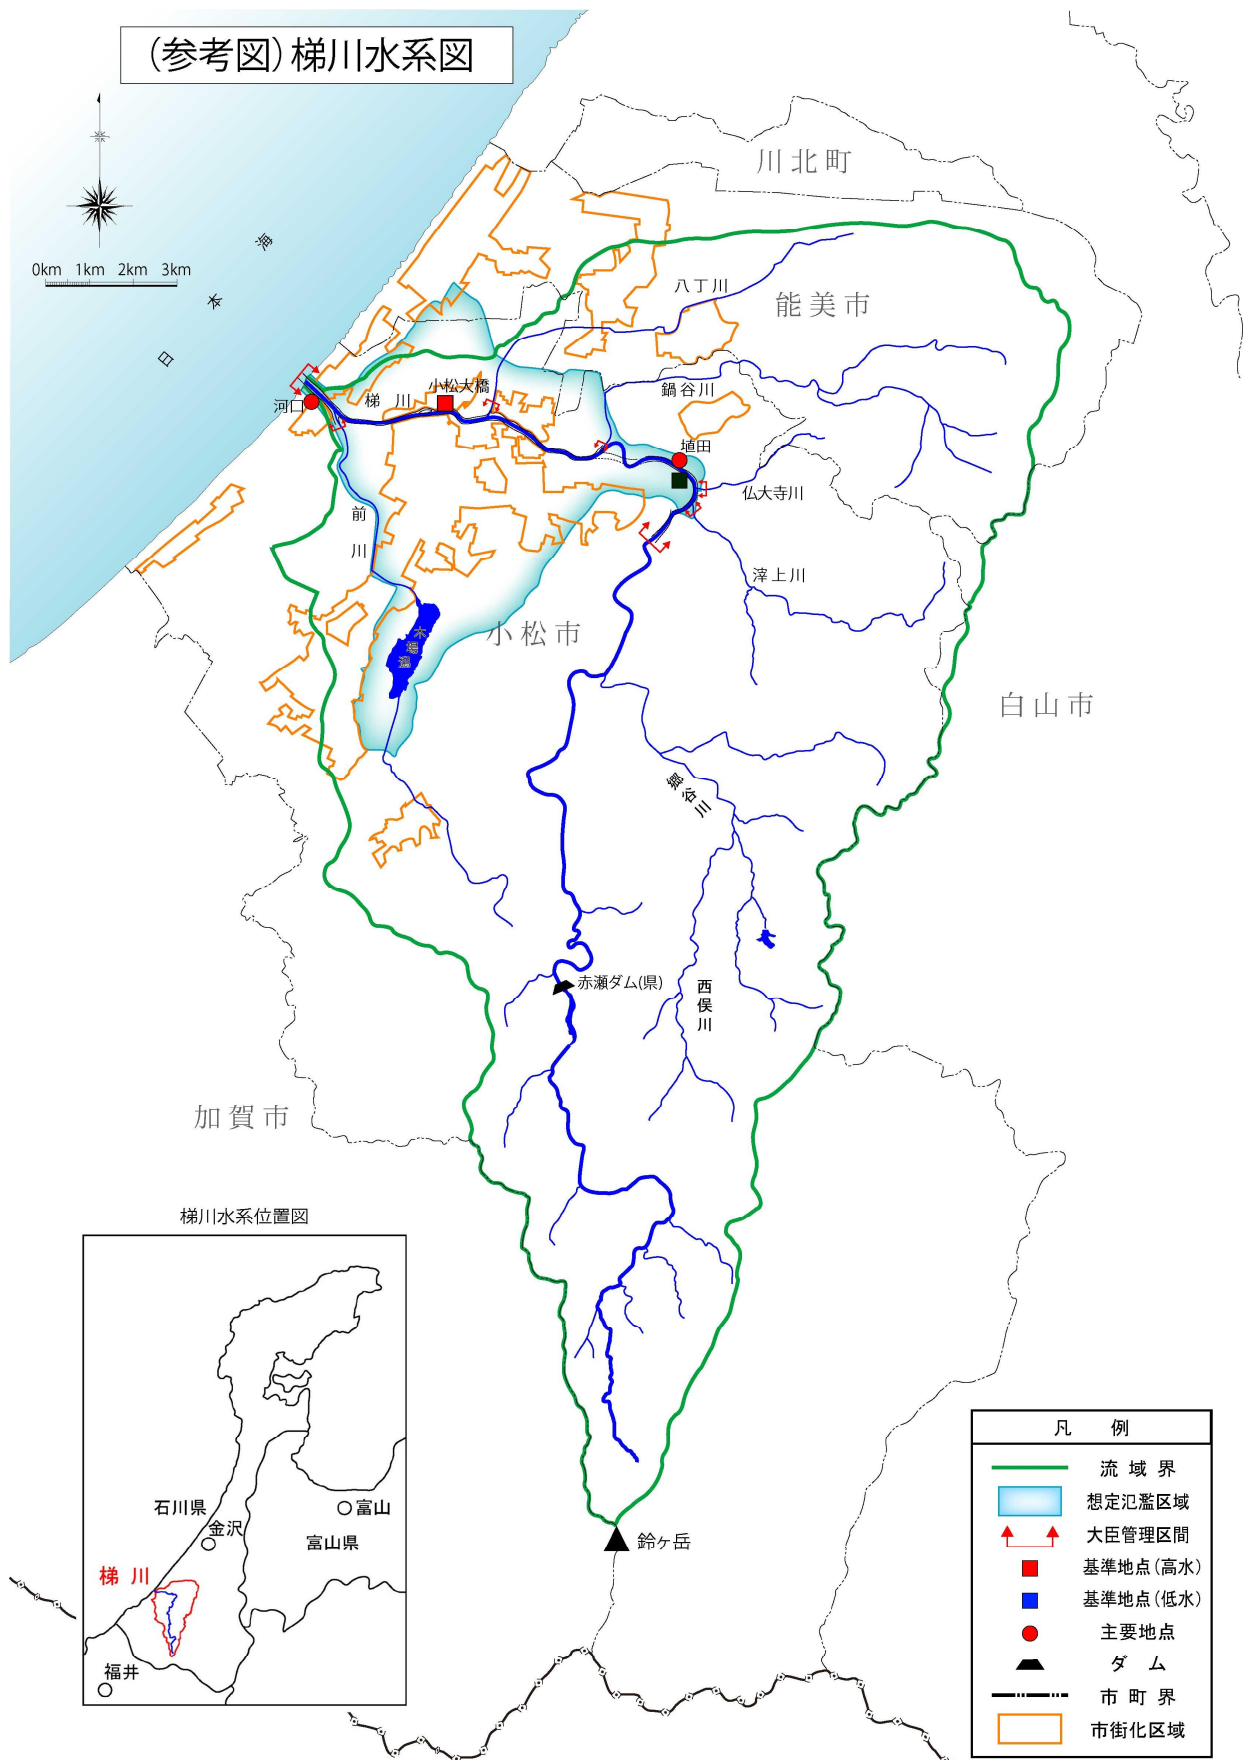 (参考図)梯川水系図
川北町
海
本
日
0km 1km 2km 3km
八丁川
能美市
小松大橋
鍋谷川
梯川
河口
埴田
仏大寺川
前川
滓上川
木場潟
小松市
白山市
郷谷川
赤瀬ダム(県)
西俣川
加賀市
梯川水系位置図
石川県
金沢
富山
富山県
梯川
福井
鈴ヶ岳
凡例
流域界
想定氾濫区域
大臣管理区間
基準地点(高水)
基準地点(低水)
主要地点
ダム
市町界
市街化区域